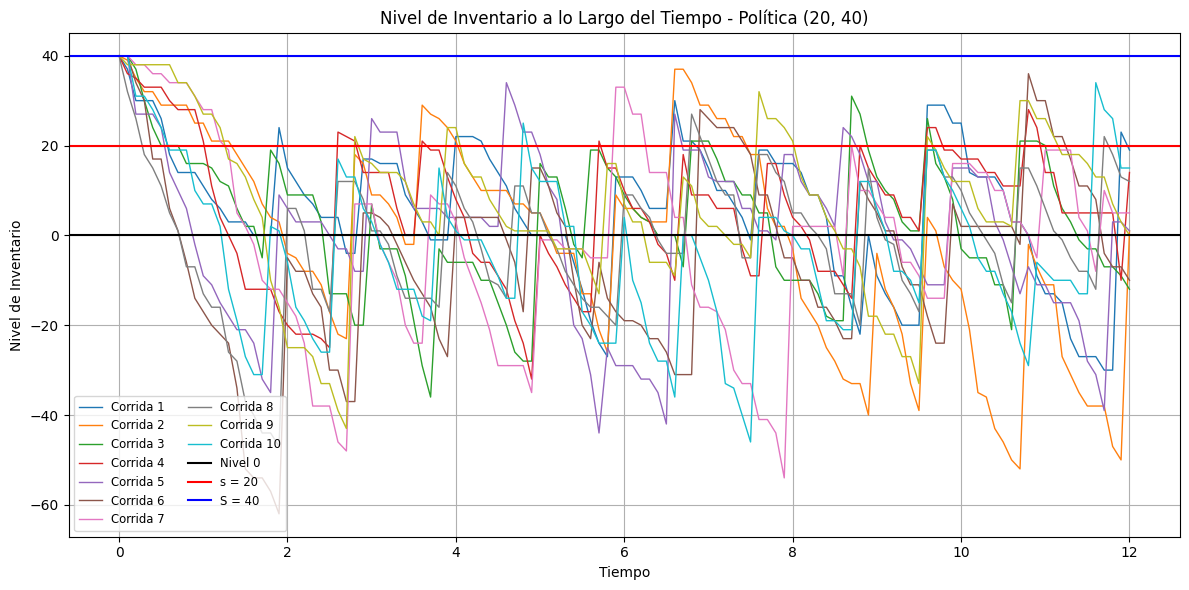 Nivel de Inventario a lo Largo del Tiempo - Política (20, 40)
Nivel de Inventario
40
20
0
−20
−40
−60
Corrida 1
Corrida 2
Corrida 3
Corrida 4
Corrida 5
Corrida 6
Corrida 7
Corrida 8
Corrida 9
Corrida 10
Nivel 0
s = 20
S = 40
0 2 4 6 8 10 12
Tiempo